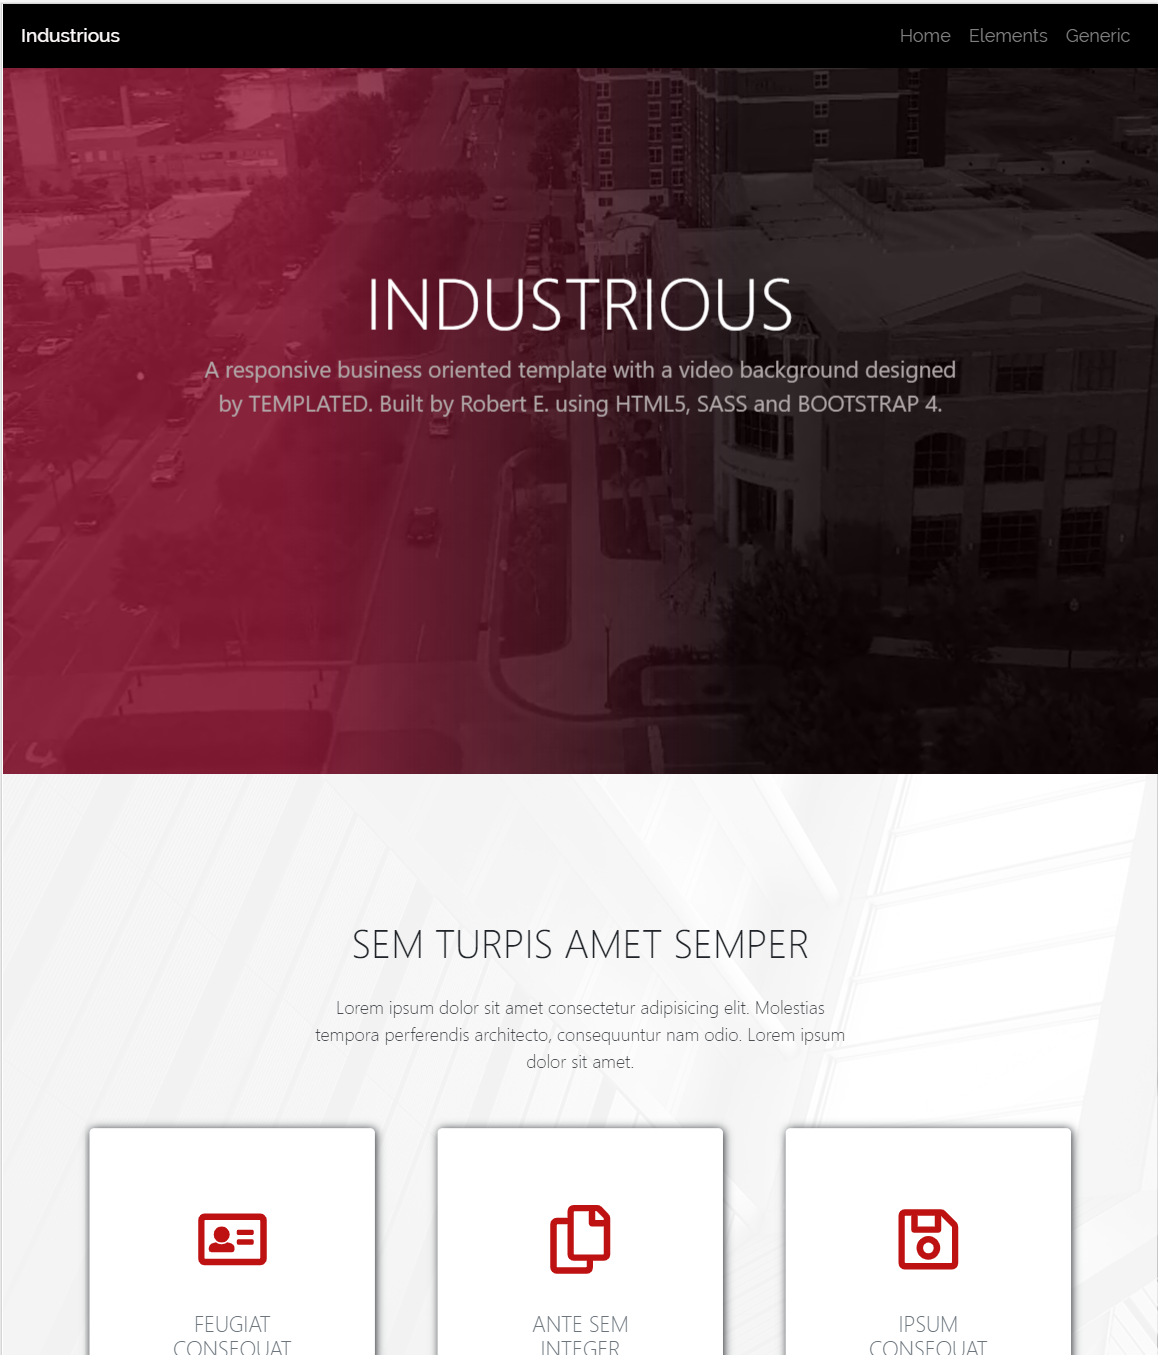 Industrious
Home Elements Generic
INDUSTRIOUS
A responsive business oriented template with a video background designed
by TEMPLATED. Built by Robert E. using HTML5, SASS and BOOTSTRAP 4.
SEM TURPIS AMET SEMPER
Lorem ipsum dolor sit amet consectetur adipisicing elit. Molestias
tempora perferendis architecto, consequuntur nam odio. Lorem ipsum
dolor sit amet.
FEUGIAT
CONSEQUAT
ANTE SEM
INTEGER
IPSUM
CONSEQUAT